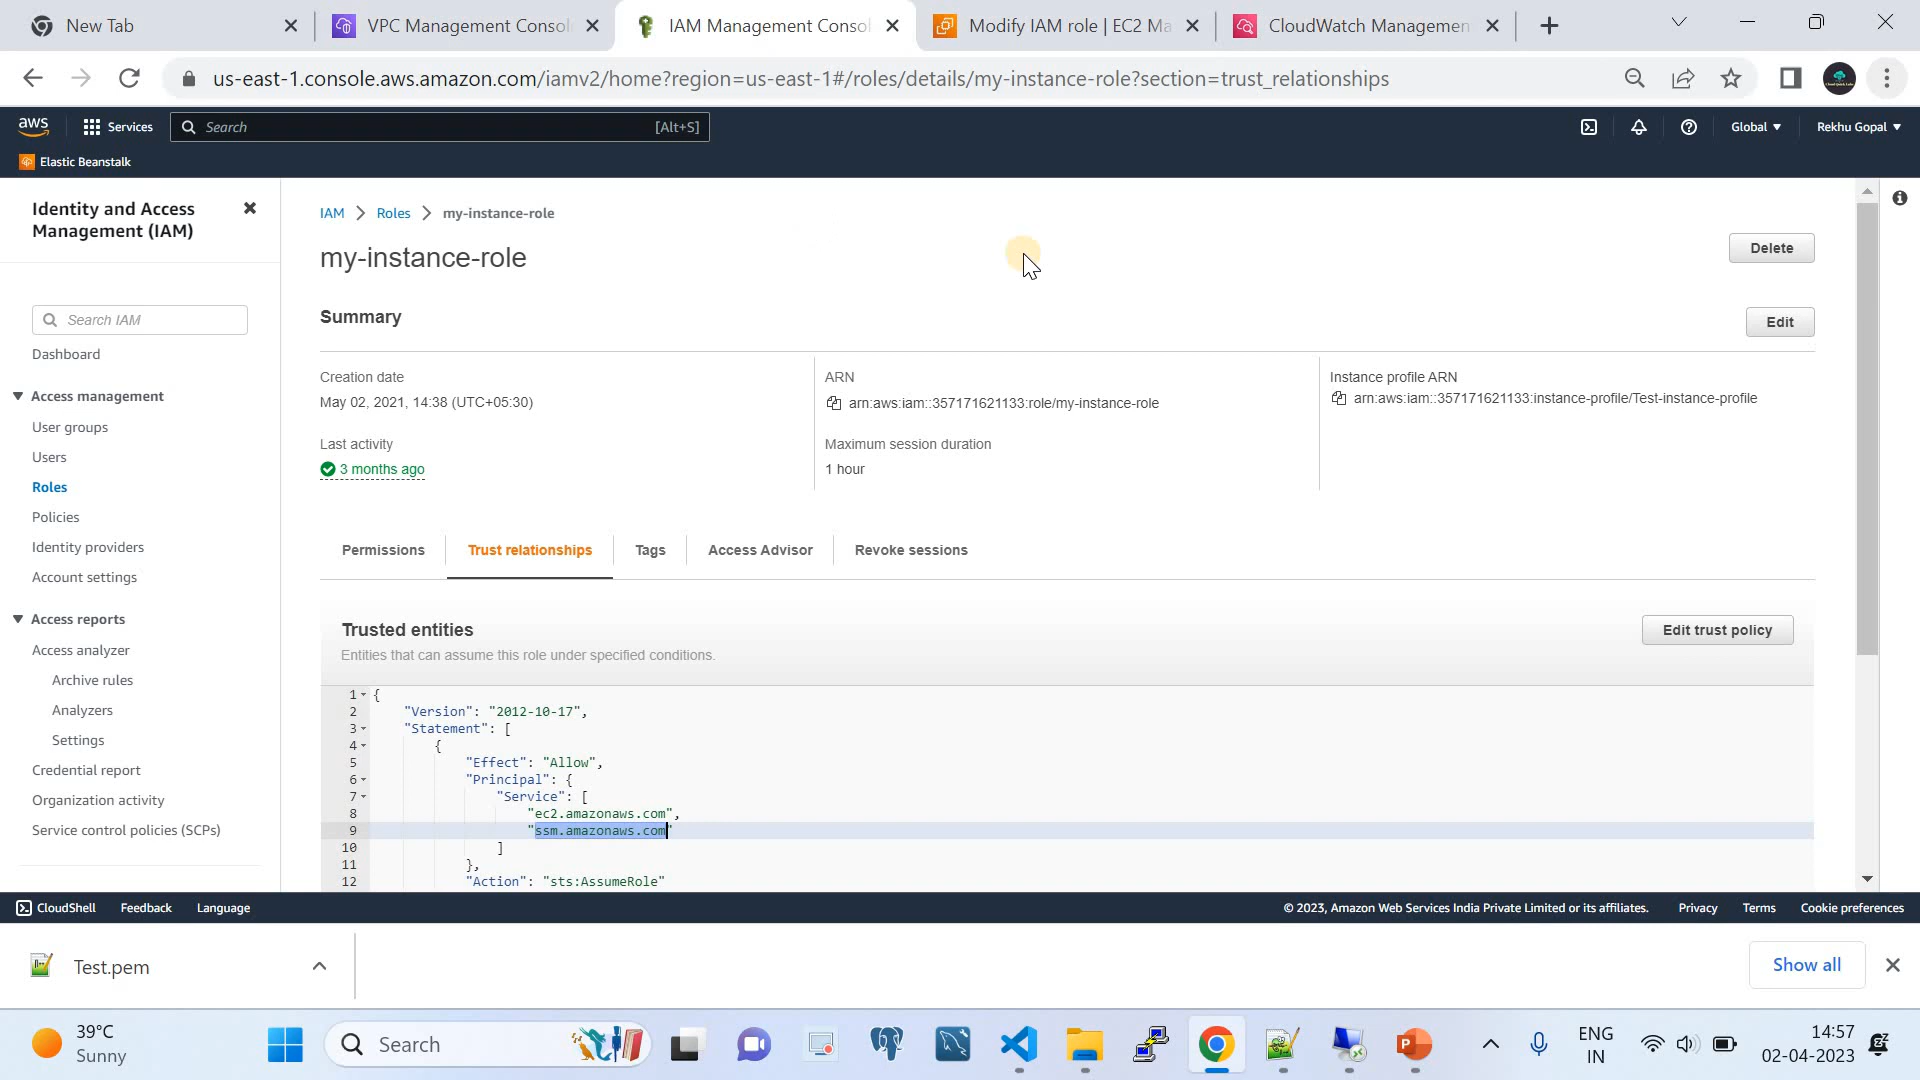 New Tab
VPC Management Consol
IAM Management Consol
Modify IAM role | EC2 Ma
CloudWatch Managemen
us-east-1.console.aws.amazon.com/iamv2/home?region=us-east-1#/roles/details/my-instance-role?section=trust_relationships
aws
Services
Search
[Alt+S]
Global
Rekhu Gopal
Elastic Beanstalk
Identity and Access
Management (IAM)
Search IAM
Dashboard
Access management
User groups
Users
Roles
Policies
Identity providers
Account settings
Access reports
Access analyzer
Archive rules
Analyzers
Settings
Credential report
Organization activity
Service control policies (SCPs)
IAM > Roles > my-instance-role
my-instance-role
Delete
Summary
Edit
Creation date
May 02, 2021, 14:38 (UTC+05:30)
Last activity
3 months ago
ARN
arn:aws:iam::357171621133:role/my-instance-role
Maximum session duration
1 hour
Instance profile ARN
arn:aws:iam::357171621133:instance-profile/Test-instance-profile
Permissions
Trust relationships
Tags
Access Advisor
Revoke sessions
Trusted entities
Entities that can assume this role under specified conditions.
Edit trust policy
1 {
2 "Version": "2012-10-17",
3 "Statement": [
4 {
5 "Effect": "Allow",
6 "Principal": {
7 "Service": [
8 "ec2.amazonaws.com",
9 "ssm.amazonaws.com"
10 ]
11 },
12 "Action": "sts:AssumeRole"
CloudShell
Feedback
Language
© 2023, Amazon Web Services India Private Limited or its affiliates.
Privacy
Terms
Cookie preferences
Test.pem
Show all
39°C
Sunny
Search
ENG
IN
14:57
02-04-2023